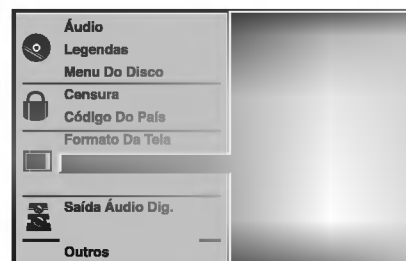 Áudio
Legendas
Menu Do Disco
Censura
Código Do País
Formato Da Tela
Saída Áudio Dig.
Outros